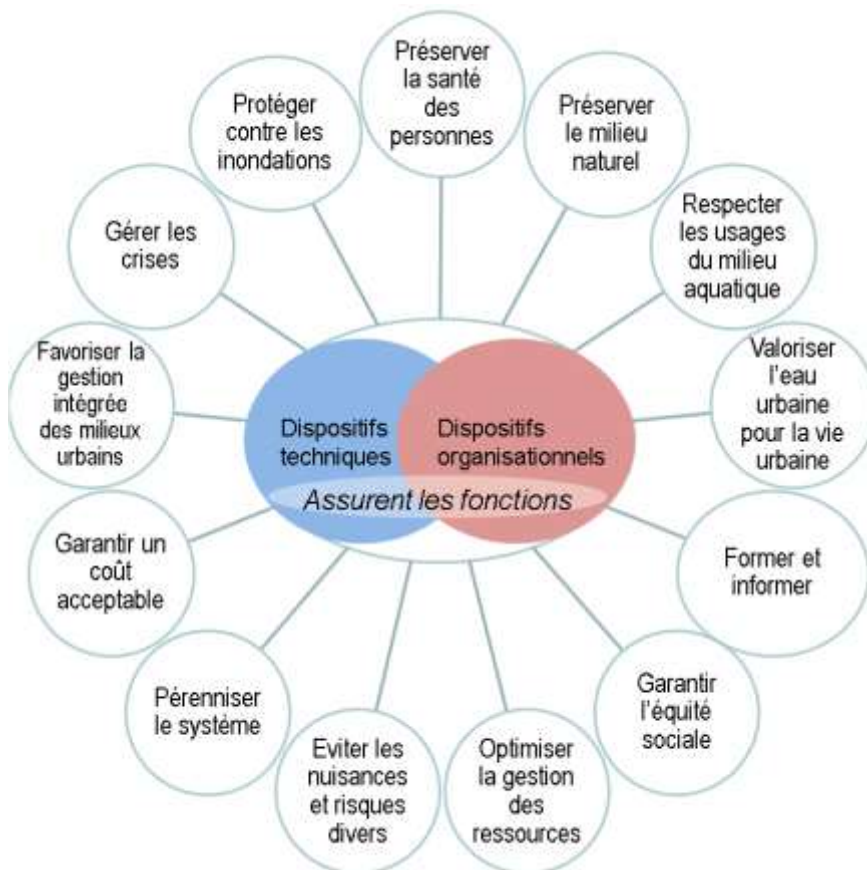 Préserver
la santé
des
personnes
Préserver
le milieu
naturel
Respecter
les usages
du milieu
aquatique
Valoriser
l'eau
urbaine
pour la vie
urbaine
Former et
informer
Garantir
l'équité
sociale
Optimiser
la gestion
des
ressources
Eviter les
nuisances
et risques
divers
Pérenniser
le système
Garantir un
coût
acceptable
Favoriser la
gestion
intégrée
des milieux
urbains
Gérer les
crises
Protéger
contre les
inondations
Dispositifs
techniques
Dispositifs
organisationnels
Assurent les fonctions